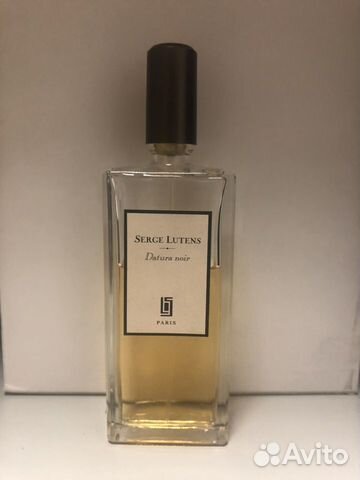 SERGE LUTENS
Datura noir
PARIS
Avito